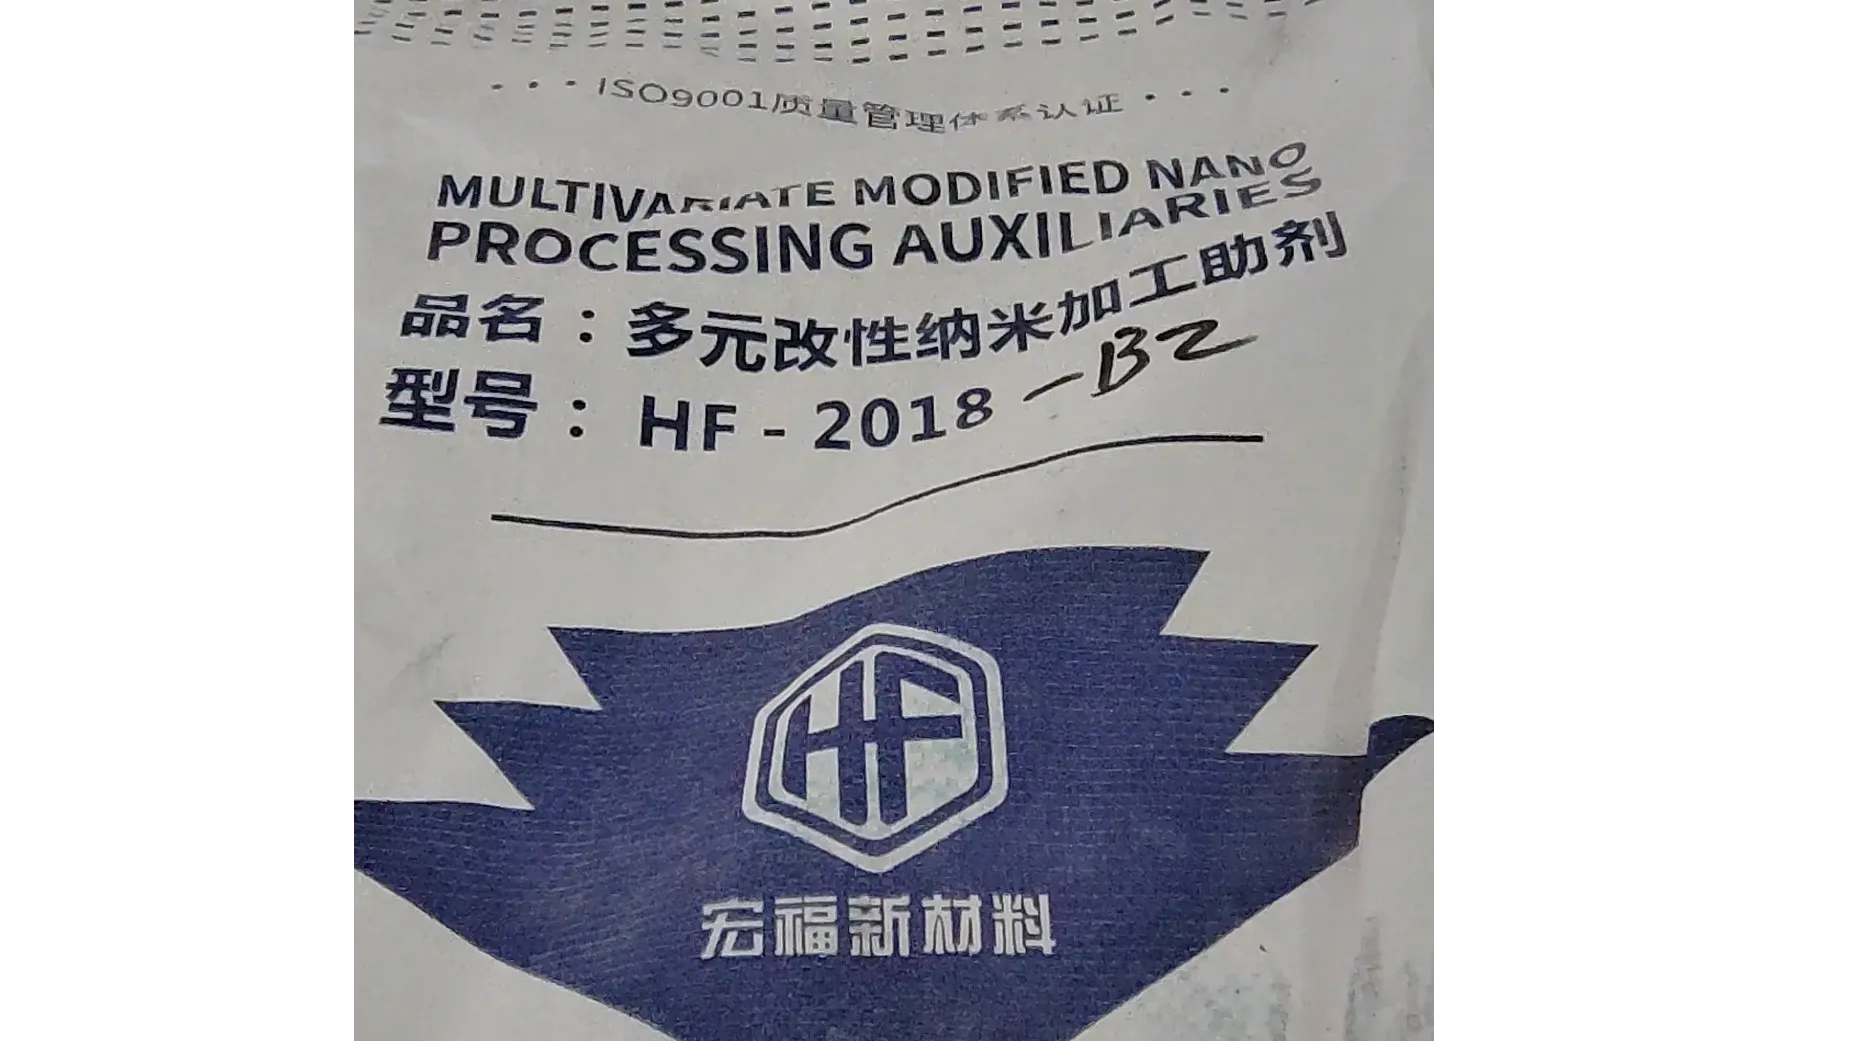 ···ISO9001质量管理体系认证···
MULTIVARIATE MODIFIED NANO
PROCESSING AUXILIARIES
品名：多元改性纳米加工助剂
型号：HF-2018-B2
HF
宏福新材料